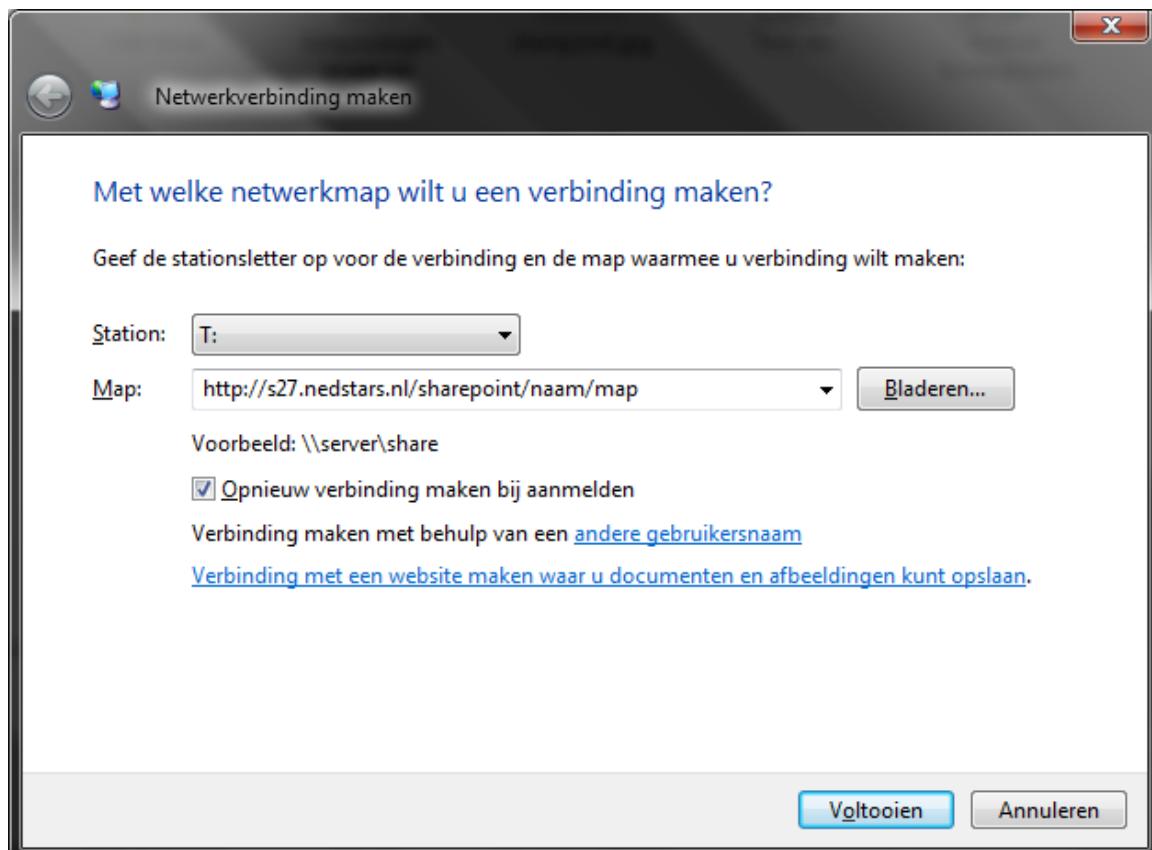 Netwerkverbinding maken
Met welke netwerkmap wilt u een verbinding maken?
Geef de stationsletter op voor de verbinding en de map waarmee u verbinding wilt maken:
Station: T:
Map: http://s27.nedstars.nl/sharepoint/naam/map Bladeren...
Voorbeeld: \\server\share
Opnieuw verbinding maken bij aanmelden
Verbinding maken met behulp van een andere gebruikersnaam
Verbinding met een website maken waar u documenten en afbeeldingen kunt opslaan.
Voltooien Annuleren